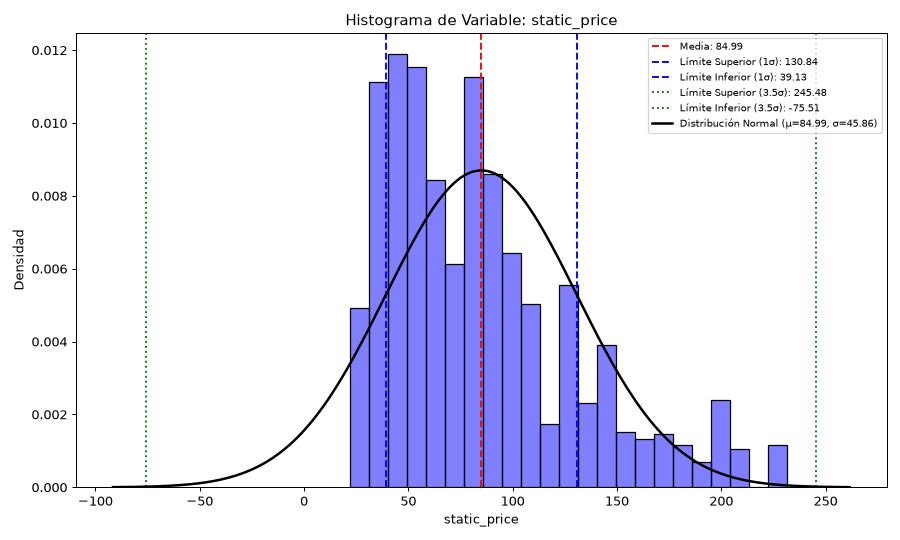 Histograma de Variable: static_price
Media: 84.99
Límite Superior (1σ): 130.84
Límite Inferior (1σ): 39.13
Límite Superior (3.5σ): 245.48
Límite Inferior (3.5σ): -75.51
Distribución Normal (μ=84.99, σ=45.86)
Densidad
0.012
0.010
0.008
0.006
0.004
0.002
0.000
−100 −50 0 50 100 150 200 250
static_price